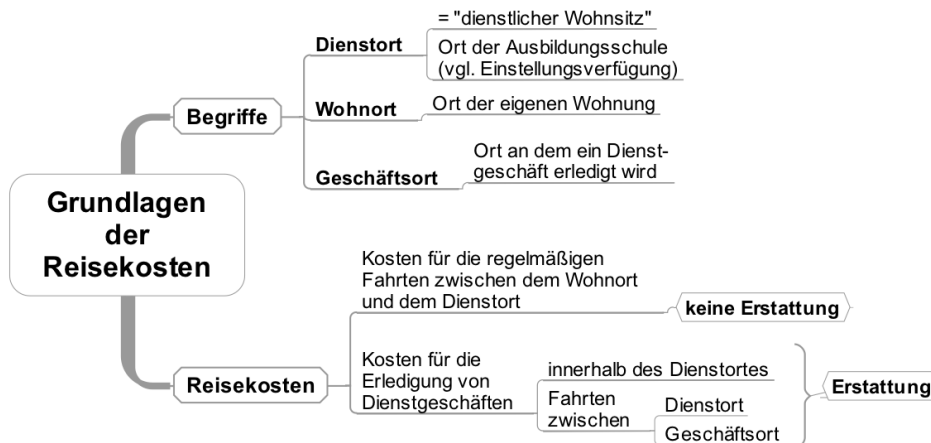 Grundlagen
der
Reisekosten
Begriffe
Dienstort
= "dienstlicher Wohnsitz"
Ort der Ausbildungsschule
(vgl. Einstellungsverfügung)
Wohnort
Ort der eigenen Wohnung
Geschäftsort
Ort an dem ein Dienst-
geschäft erledigt wird
Reisekosten
Kosten für die regelmäßigen
Fahrten zwischen dem Wohnort
und dem Dienstort
keine Erstattung
Kosten für die
Erledigung von
Dienstgeschäften
innerhalb des Dienstortes
Fahrten
zwischen
Dienstort
Geschäftsort
Erstattung